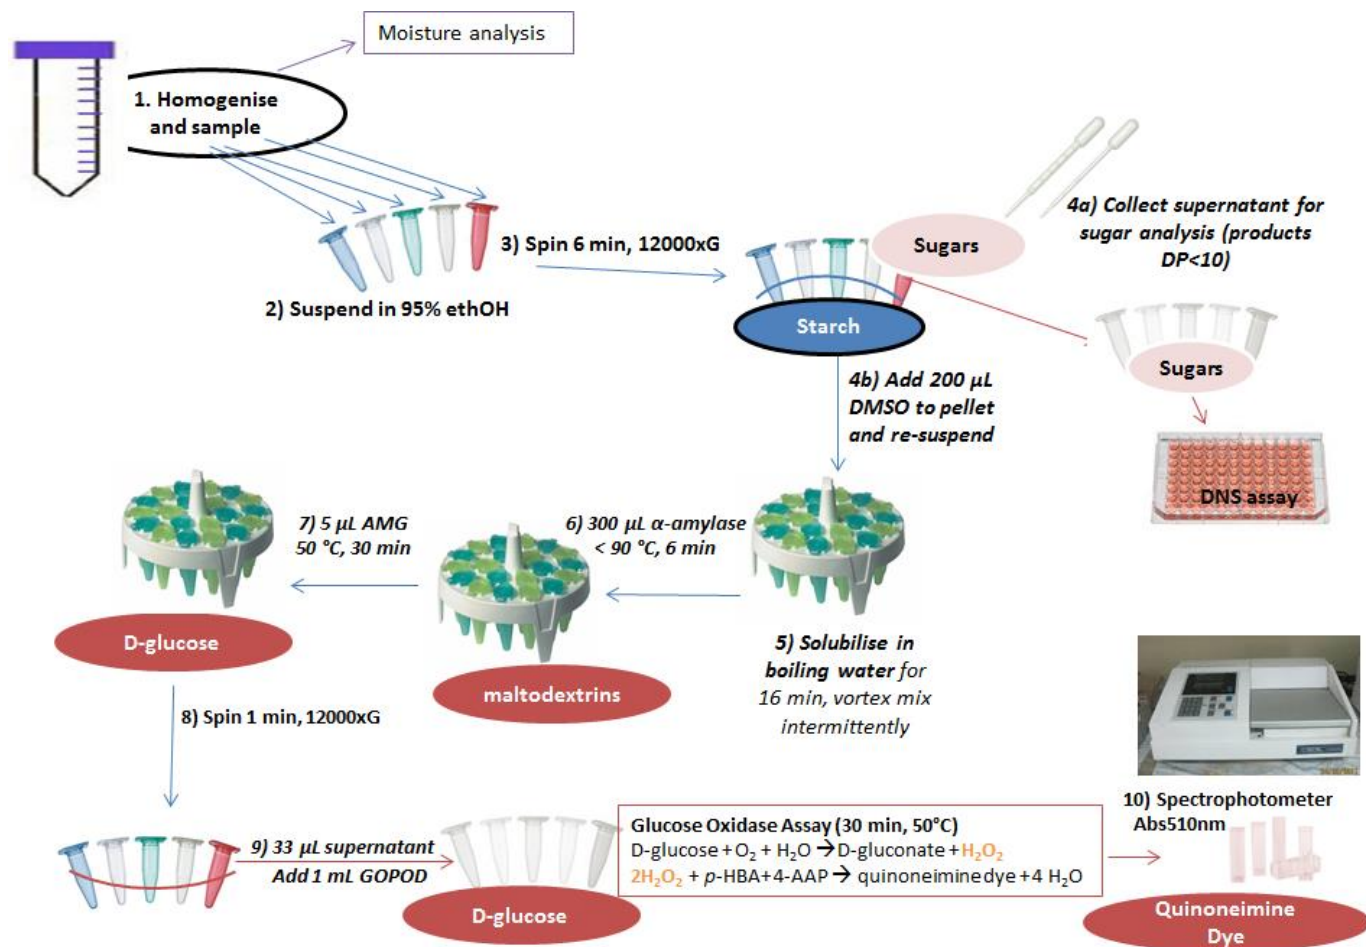 Moisture analysis
1. Homogenise
and sample
2) Suspend in 95% ethOH
3) Spin 6 min, 12000xG
Sugars
Starch
4a) Collect supernatant for
sugar analysis (products
DP<10)
Sugars
DNS assay
4b) Add 200 µL
DMSO to pellet
and re-suspend
5) Solubilise in
boiling water for
16 min, vortex mix
intermittently
6) 300 µL α-amylase
< 90 °C, 6 min
maltodextrins
7) 5 µL AMG
50 °C, 30 min
D-glucose
8) Spin 1 min, 12000xG
9) 33 µL supernatant
Add 1 mL GOPOD
D-glucose
Glucose Oxidase Assay (30 min, 50°C)
D-glucose + O₂ + H₂O → D-gluconate + H₂O₂
2H₂O₂ + p-HBA+4-AAP → quinoneimine dye + 4 H₂O
10) Spectrophotometer
Abs510nm
Quinoneimine
Dye